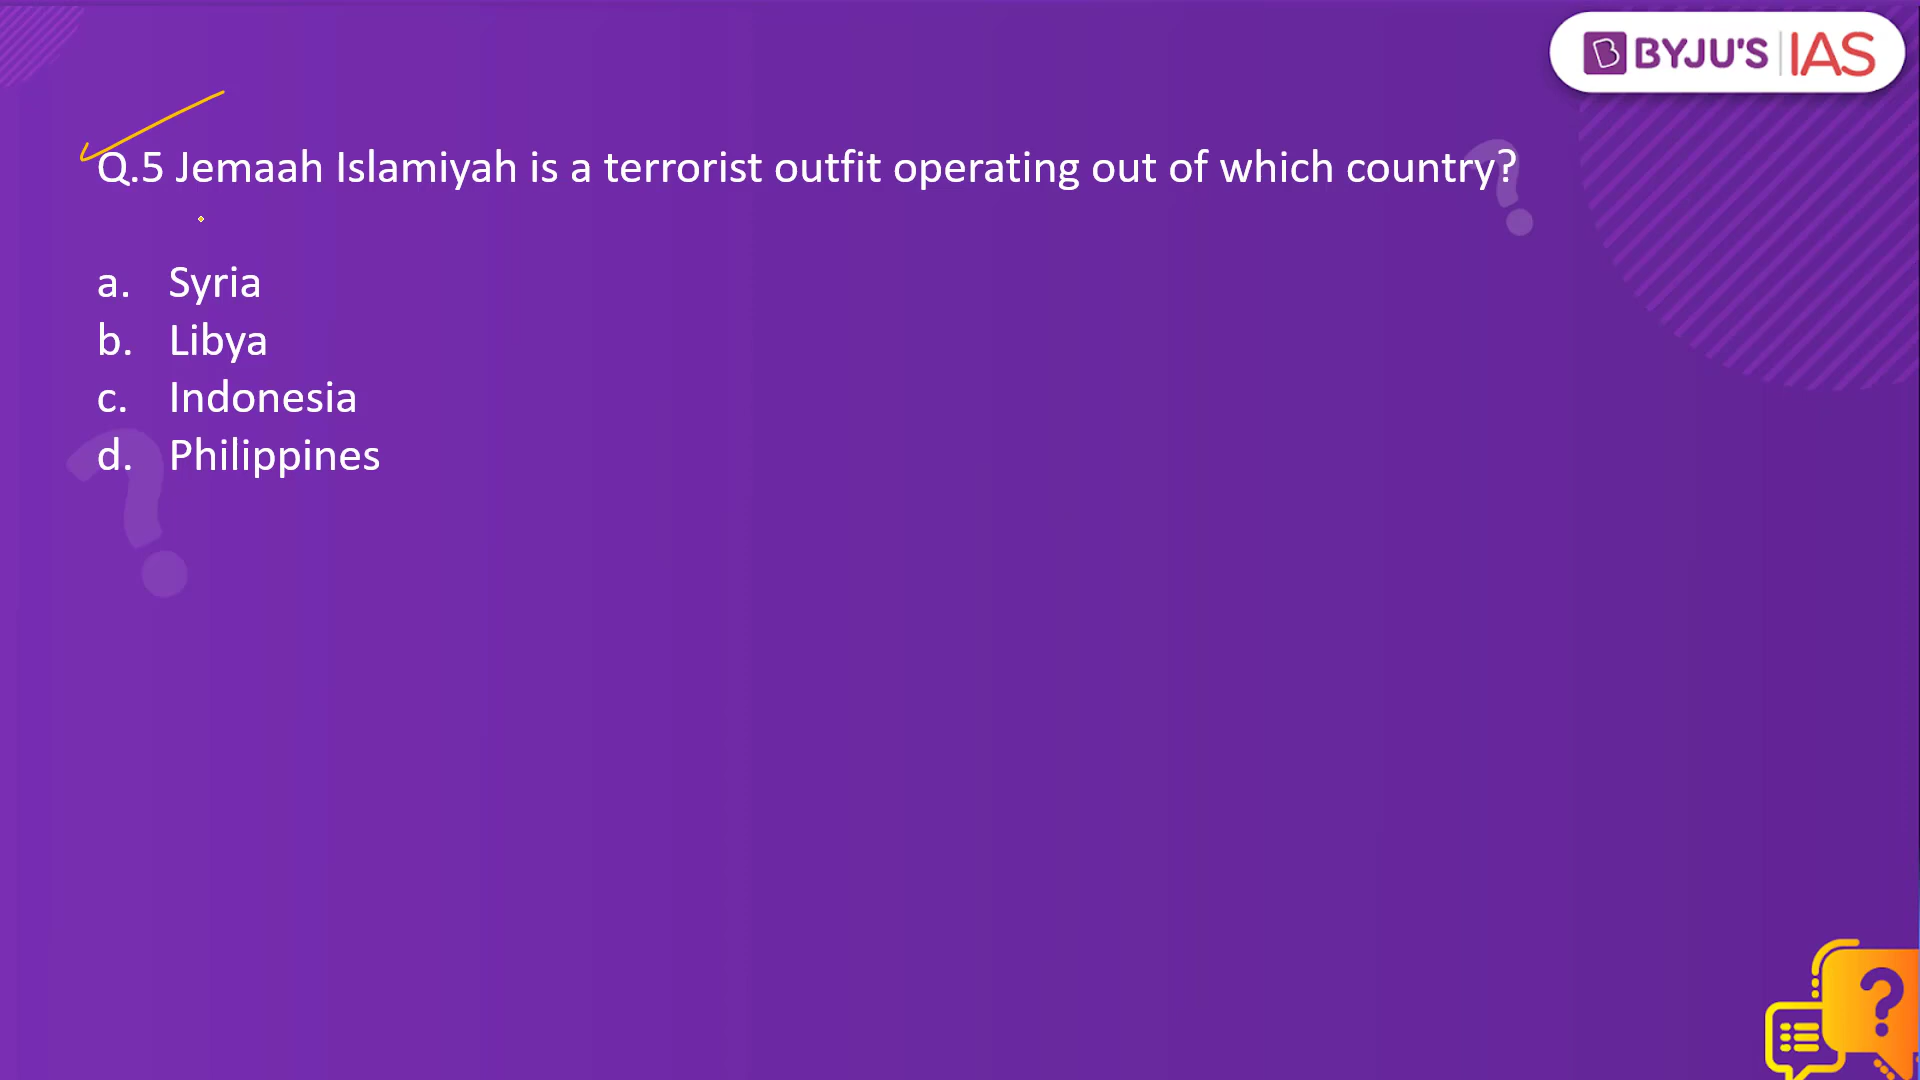 BYJU'S IAS
Q.5 Jemaah Islamiyah is a terrorist outfit operating out of which country?
a. Syria
b. Libya
c. Indonesia
d. Philippines